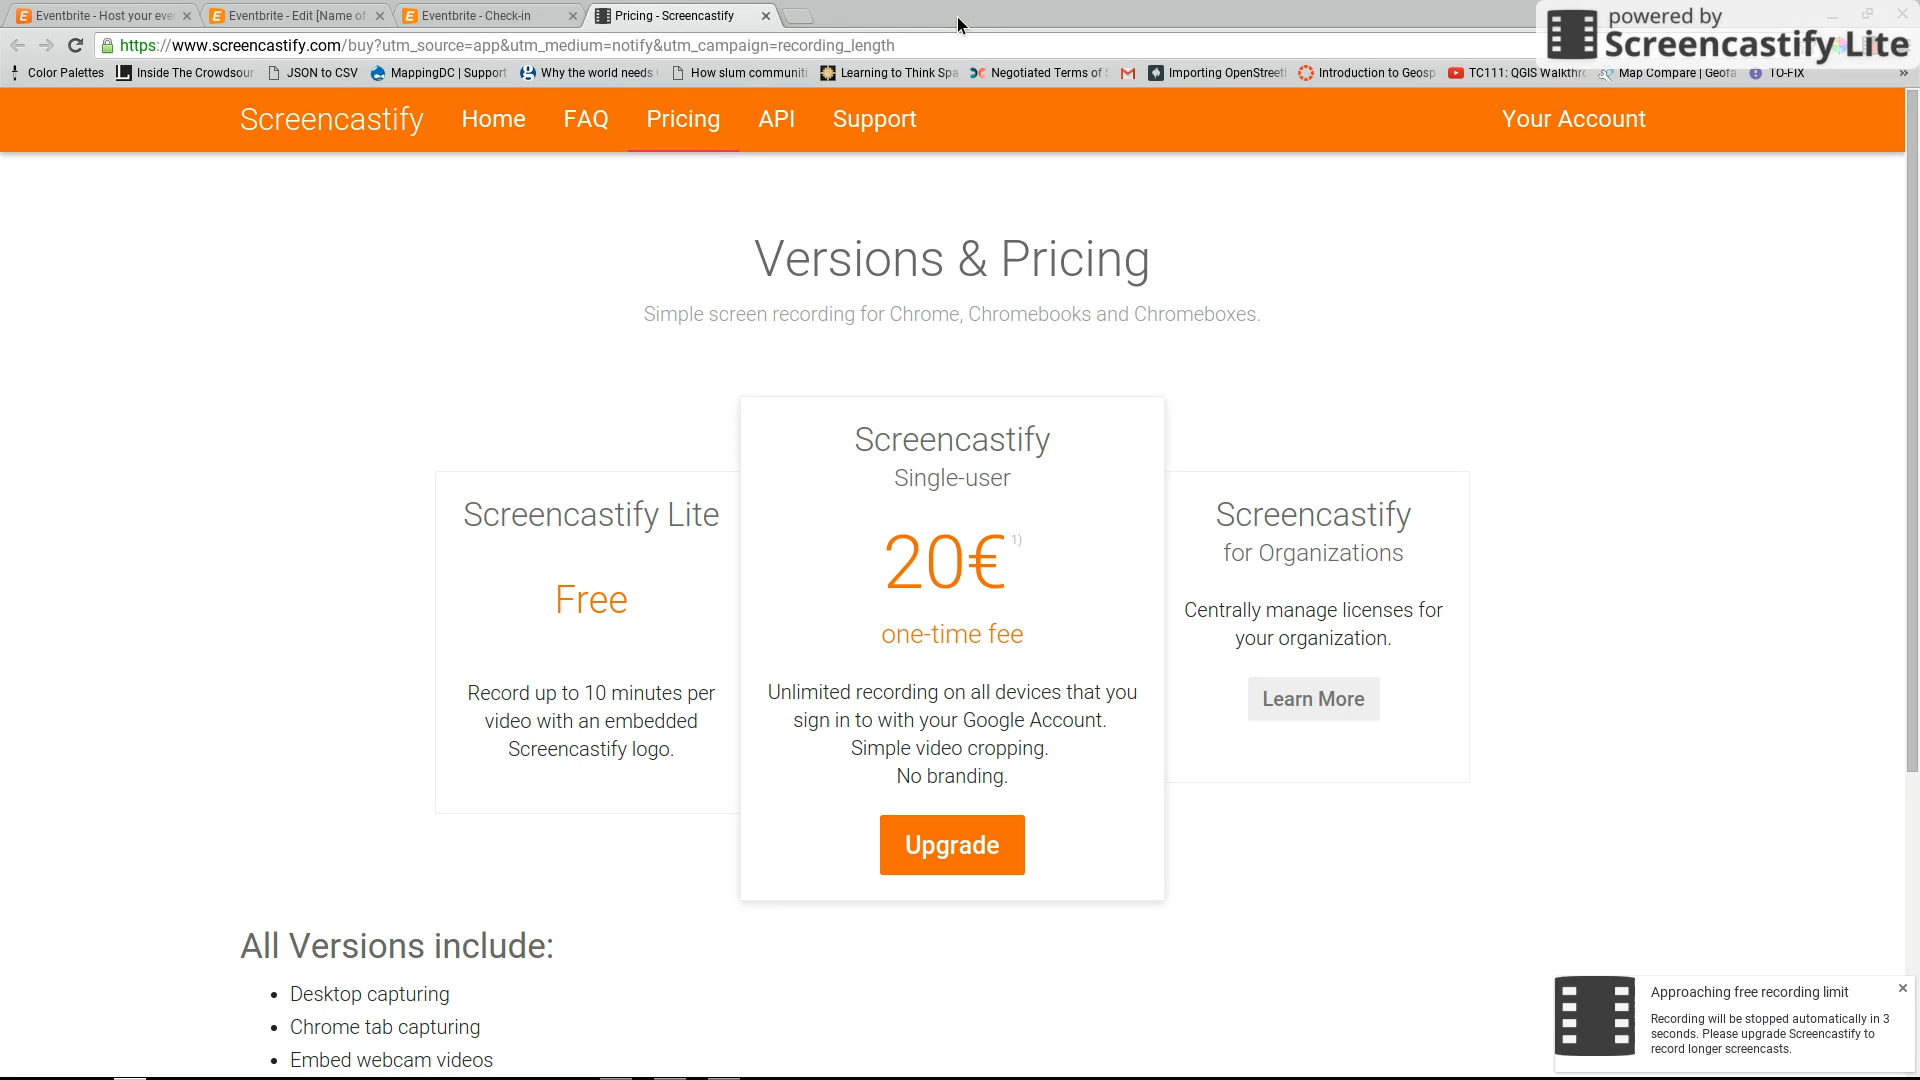 Eventbrite - Host your eve
Eventbrite - Edit [Name of
Eventbrite - Check-in
Pricing - Screencastify
powered by
Screencastify Lite
https://www.screencastify.com/buy?utm_source=app&utm_medium=notify&utm_campaign=recording_length
Color Palettes
Inside The Crowdsour
JSON to CSV
MappingDC | Support
Why the world needs
How slum communiti
Learning to Think Spa
Negotiated Terms of
Importing OpenStreet
Introduction to Geosp
TC111: QGIS Walkthr
Map Compare | Geofa
TO-FIX
Screencastify
Home
FAQ
Pricing
API
Support
Your Account
Versions & Pricing
Simple screen recording for Chrome, Chromebooks and Chromeboxes.
Screencastify Lite
Free
Record up to 10 minutes per
video with an embedded
Screencastify logo.
Screencastify
Single-user
20€ 1)
one-time fee
Unlimited recording on all devices that you
sign in to with your Google Account.
Simple video cropping.
No branding.
Upgrade
Screencastify
for Organizations
Centrally manage licenses for
your organization.
Learn More
All Versions include:
• Desktop capturing
• Chrome tab capturing
• Embed webcam videos
Approaching free recording limit
Recording will be stopped automatically in 3
seconds. Please upgrade Screencastify to
record longer screencasts.